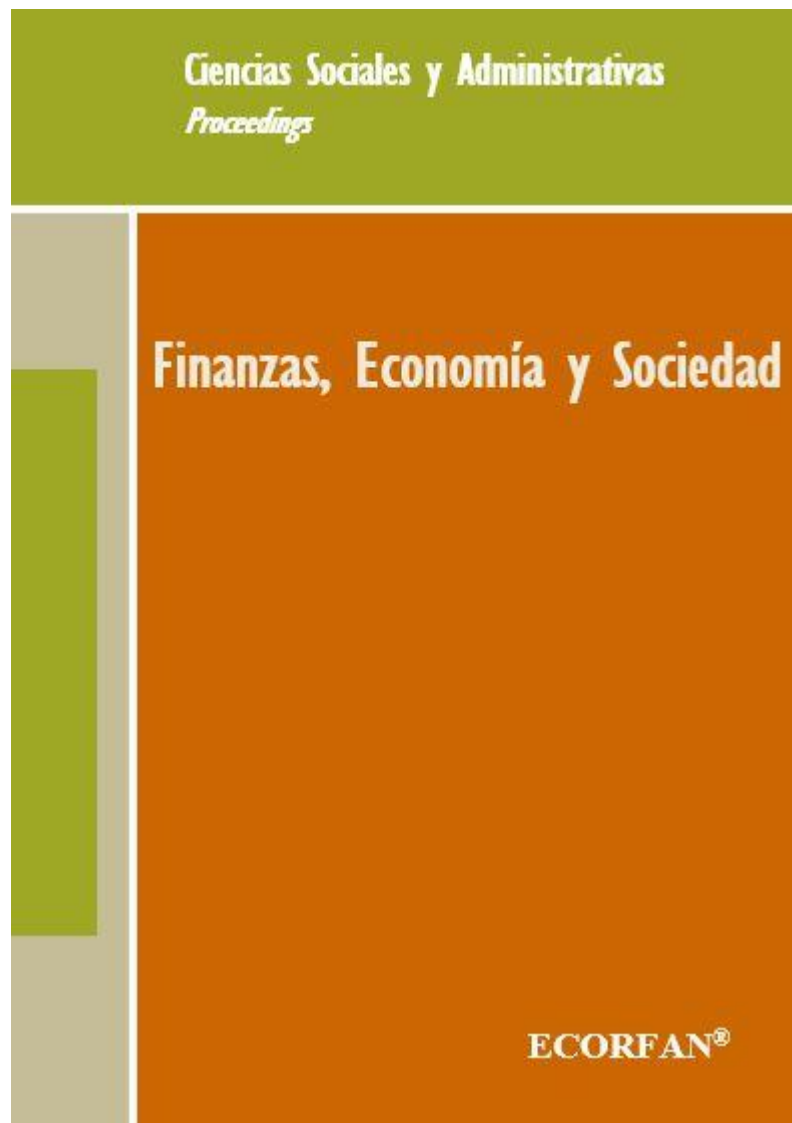 Ciencias Sociales y Administrativas
Proceedings
Finanzas, Economía y Sociedad
ECORFAN®